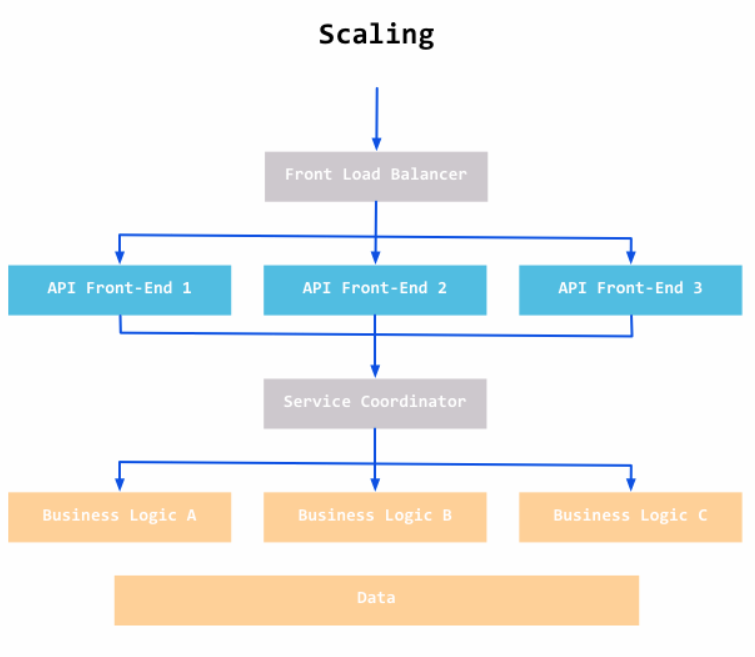 Scaling
Front Load Balancer
API Front-End 1
API Front-End 2
API Front-End 3
Service Coordinator
Business Logic A
Business Logic B
Business Logic C
Data